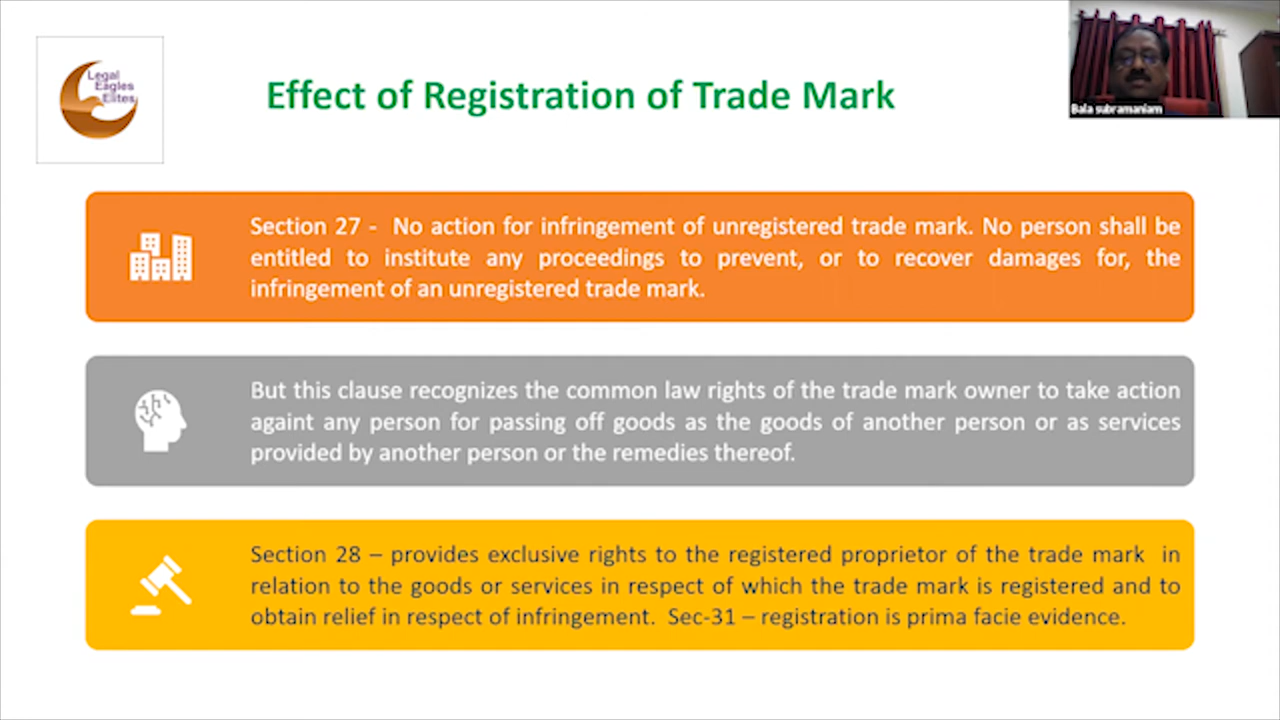 Legal
Eagles
Elites
Effect of Registration of Trade Mark
Bala subramaniam
Section 27 - No action for infringement of unregistered trade mark. No person shall be
entitled to institute any proceedings to prevent, or to recover damages for, the
infringement of an unregistered trade mark.
But this clause recognizes the common law rights of the trade mark owner to take action
againt any person for passing off goods as the goods of another person or as services
provided by another person or the remedies thereof.
Section 28 – provides exclusive rights to the registered proprietor of the trade mark in
relation to the goods or services in respect of which the trade mark is registered and to
obtain relief in respect of infringement. Sec-31 – registration is prima facie evidence.